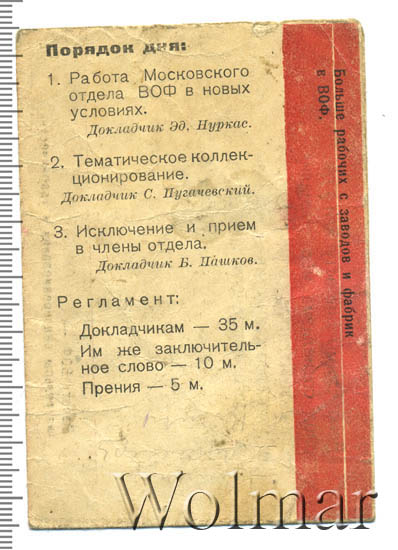 Порядок дня:
1. Работа Московского
отдела ВОФ в новых
условиях.
Докладчик Эд. Нуркас.
2. Тематическое коллек-
ционирование.
Докладчик С. Пугачевский.
3. Исключение и прием
в члены отдела.
Докладчик Б. Пашков.
Регламент:
Докладчикам — 35 м.
Им же заключитель-
ное слово — 10 м.
Прения — 5 м.
Больше рабочих с заводов и фабрик
в ВОФ.
Wolmar